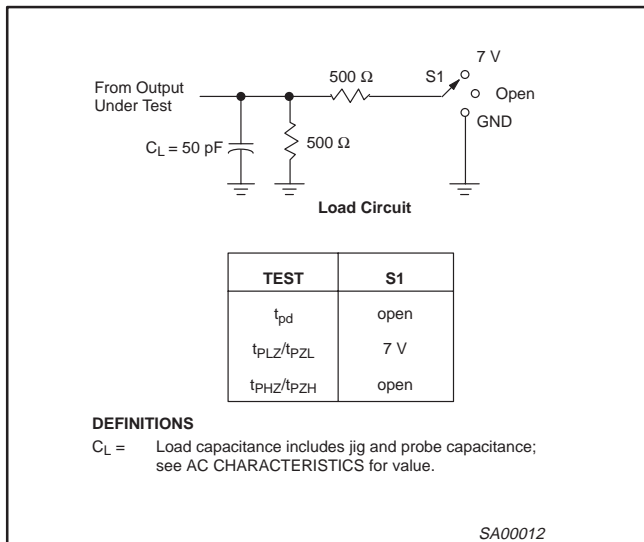 7 V
500 Ω
S1
From Output
Under Test
Open
GND
C_L = 50 pF
500 Ω
Load Circuit
TEST S1
t_pd open
t_PLZ/t_PZL 7 V
t_PHZ/t_PZH open
DEFINITIONS
C_L = Load capacitance includes jig and probe capacitance;
see AC CHARACTERISTICS for value.
SA00012